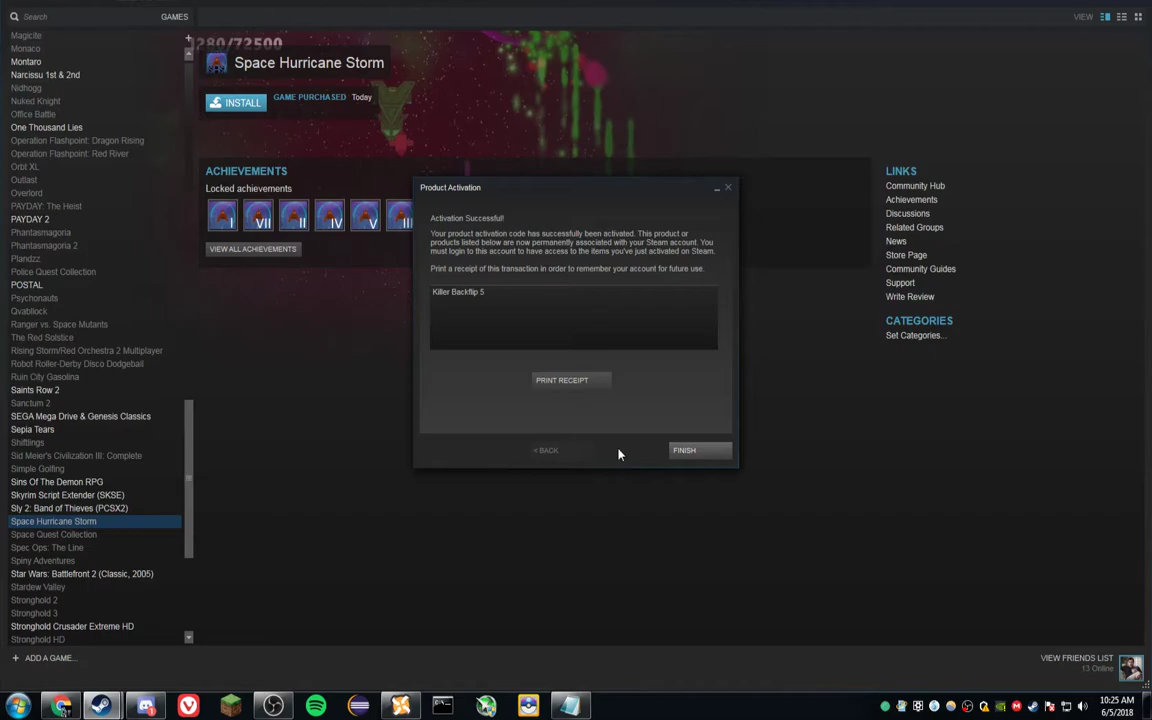 Search
GAMES
VIEW
Magicite
Monaco
Montaro
Narcissu 1st & 2nd
Nidhogg
Nuked Knight
Office Battle
One Thousand Lies
Operation Flashpoint: Dragon Rising
Operation Flashpoint: Red River
Orbt XL
Outlast
Overlord
PAYDAY: The Heist
PAYDAY 2
Phantasmagoria
Phantasmagoria 2
Plandzz
Police Quest Collection
POSTAL
Psychonauts
Qvabllock
Ranger vs. Space Mutants
The Red Solstice
Rising Storm/Red Orchestra 2 Multiplayer
Robot Roller-Derby Disco Dodgeball
Ruin City Gasolina
Saints Row 2
Sanctum 2
SEGA Mega Drive & Genesis Classics
Sepia Tears
Shiftlings
Sid Meier's Civilization III: Complete
Simple Golfing
Sins Of The Demon RPG
Skyrim Script Extender (SKSE)
Sly 2: Band of Thieves (PCSX2)
Space Hurricane Storm
Space Quest Collection
Spec Ops: The Line
Spiny Adventures
Star Wars: Battlefront 2 (Classic, 2005)
Stardew Valley
Stronghold 2
Stronghold 3
Stronghold Crusader Extreme HD
Stronghold HD
+ ADD A GAME...
280/72500
Space Hurricane Storm
INSTALL
GAME PURCHASED Today
ACHIEVEMENTS
Locked achievements
I VII II IV V III
VIEW ALL ACHIEVEMENTS
Product Activation
Activation Successful!
Your product activation code has successfully been activated. This product or
products listed below are now permanently associated with your Steam account. You
must login to this account to have access to the items you've just activated on Steam.
Print a receipt of this transaction in order to remember your account for future use.
Killer Backflip 5
PRINT RECEIPT
< BACK
FINISH
LINKS
Community Hub
Achievements
Discussions
Related Groups
News
Store Page
Community Guides
Support
Write Review
CATEGORIES
Set Categories...
VIEW FRIENDS LIST
13 Online
10:25 AM
6/5/2018